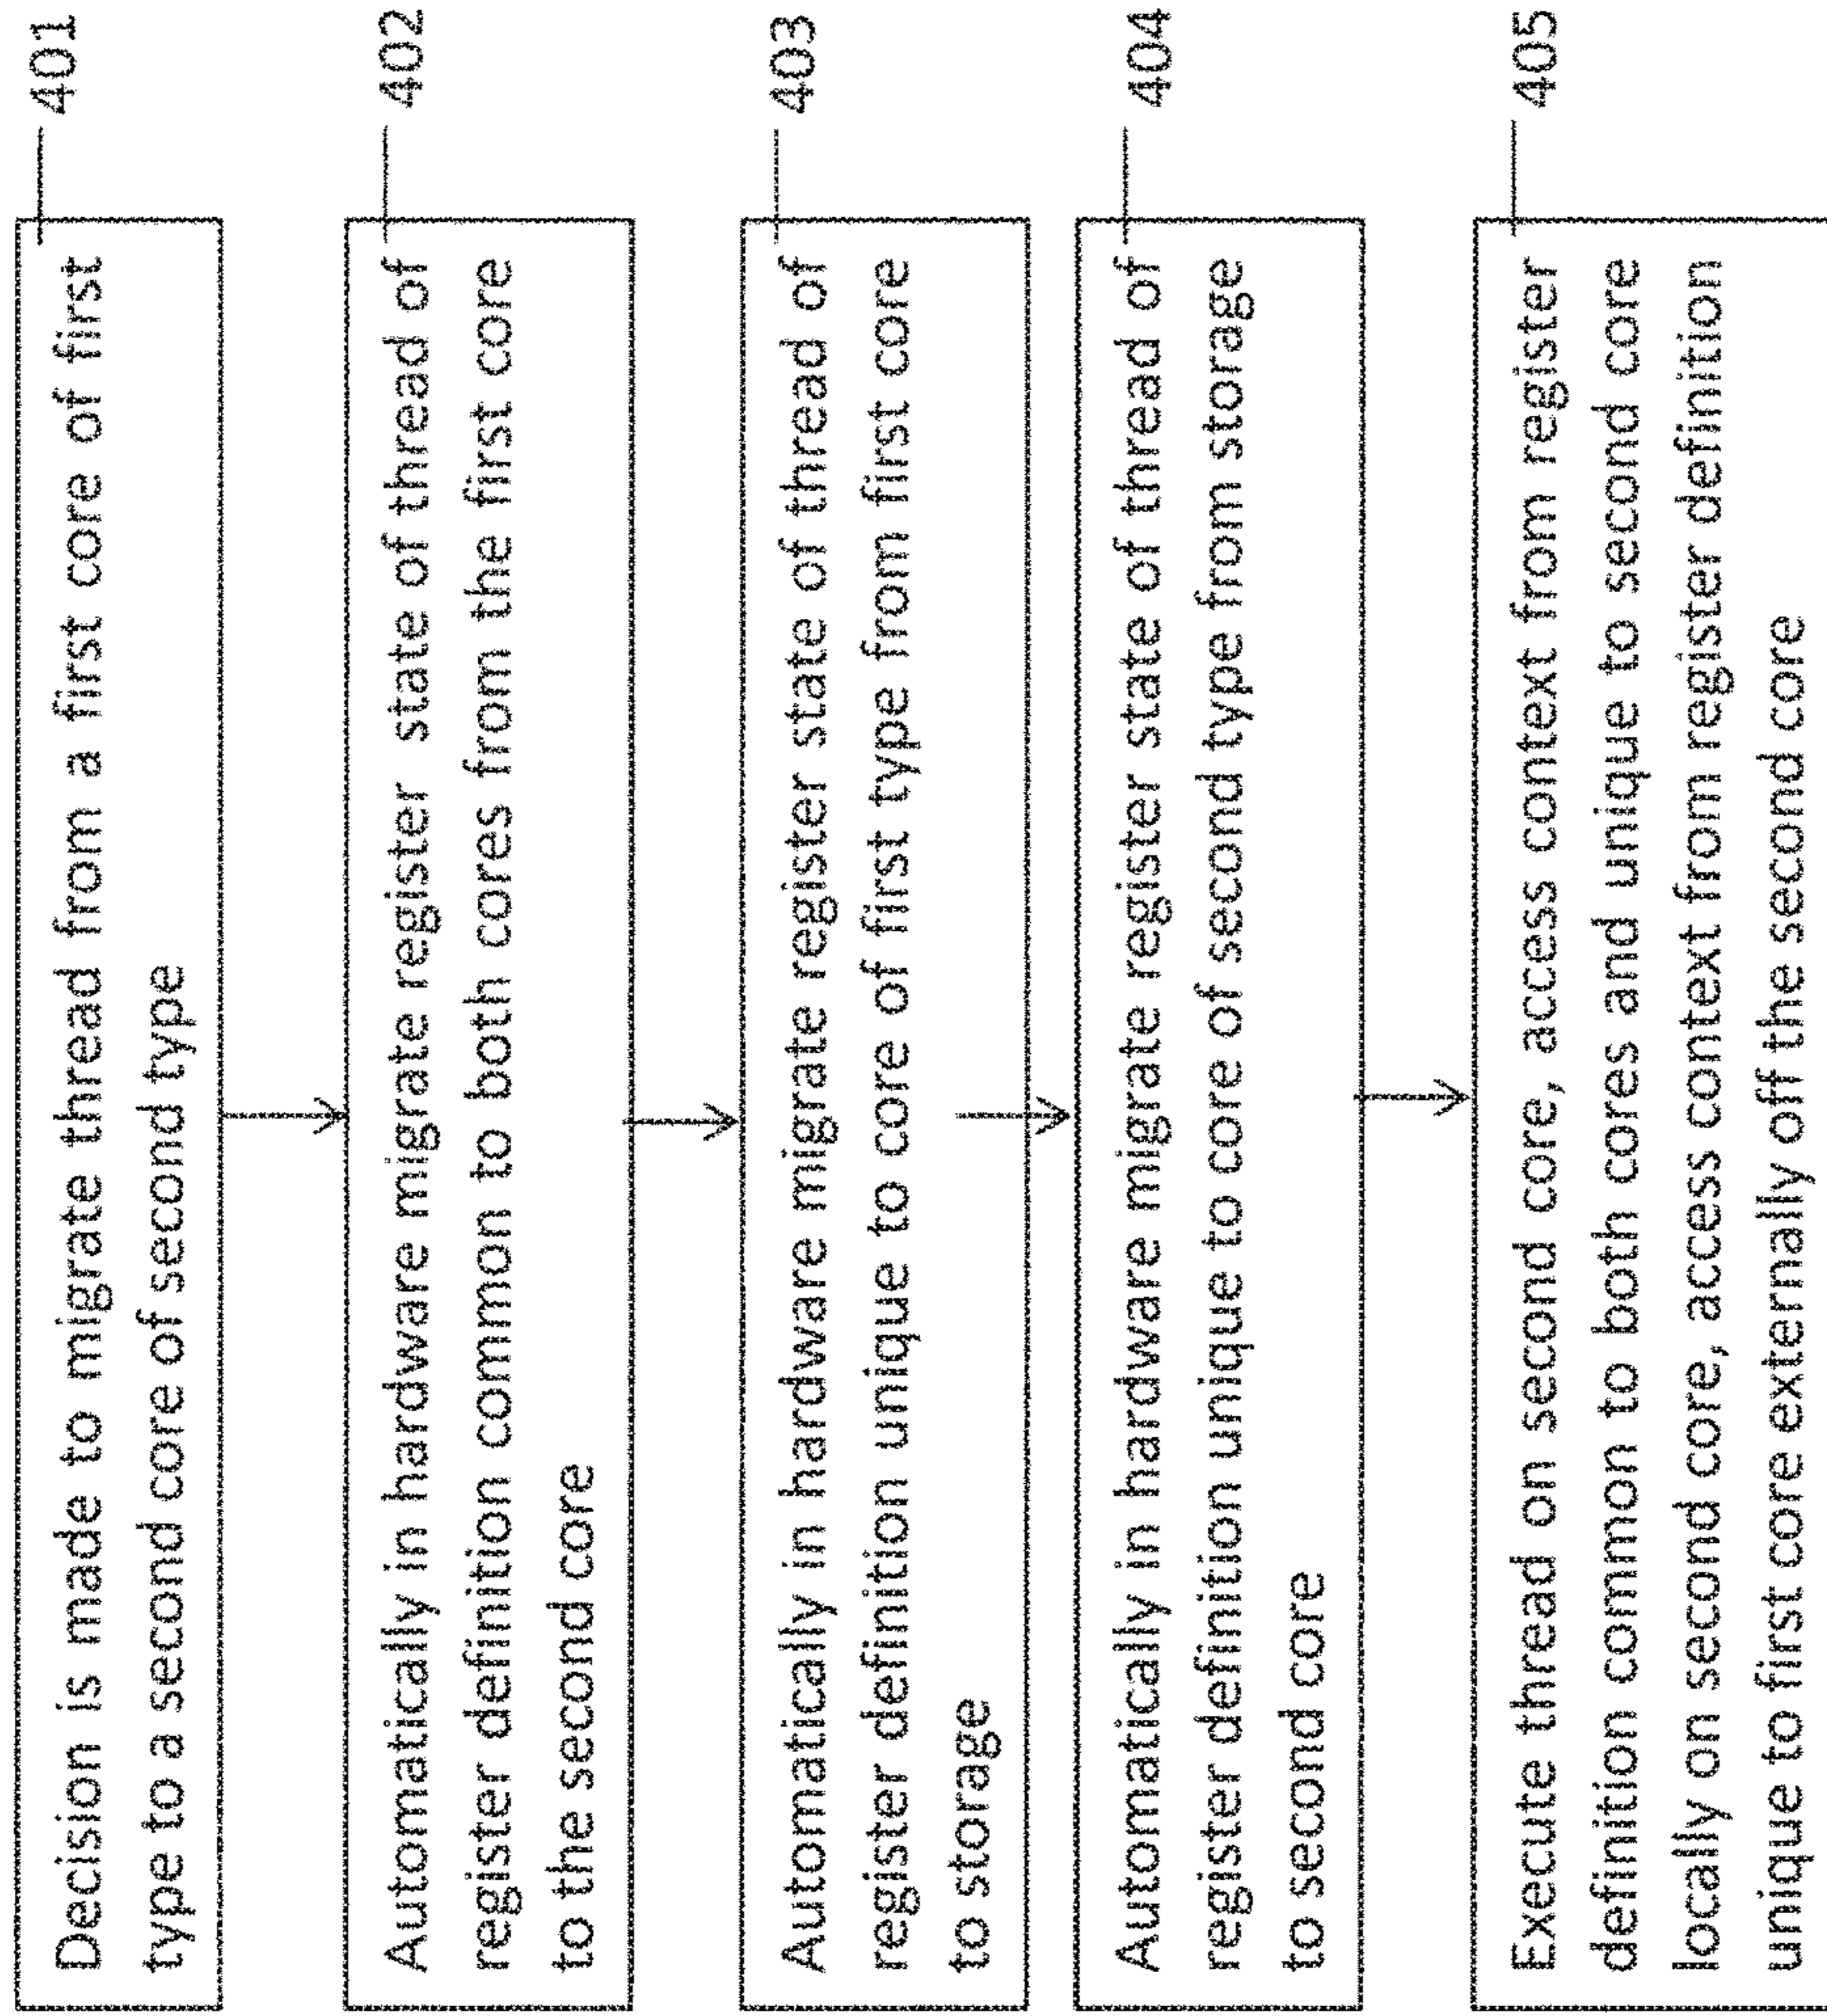 Decision is made to migrate thread from a first core of first
type to a second core of second type
401
Automatically in hardware migrate register state of thread of
register definition common to both cores from the first core
to the second core
402
Automatically in hardware migrate register state of thread of
register definition unique to core of first type from first core
to storage
403
Automatically in hardware migrate register state of thread of
register definition unique to core of second type from storage
to second core
404
Execute thread on second core, access context from register
definition common to both cores and unique to second core
locally on second core, access context from register definition
unique to first core externally off the second core
405